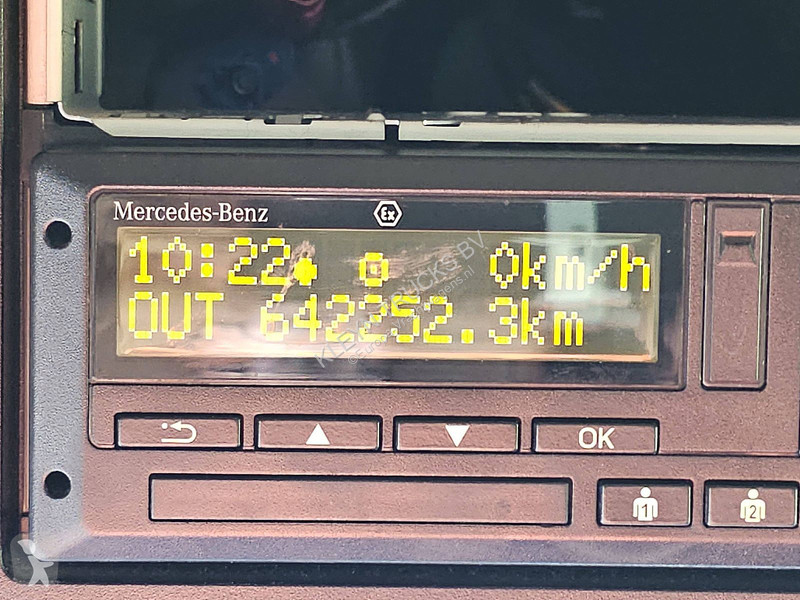 Mercedes-Benz
Ex
10:22 0km/h
OUT 642252.3km
OK
1 2